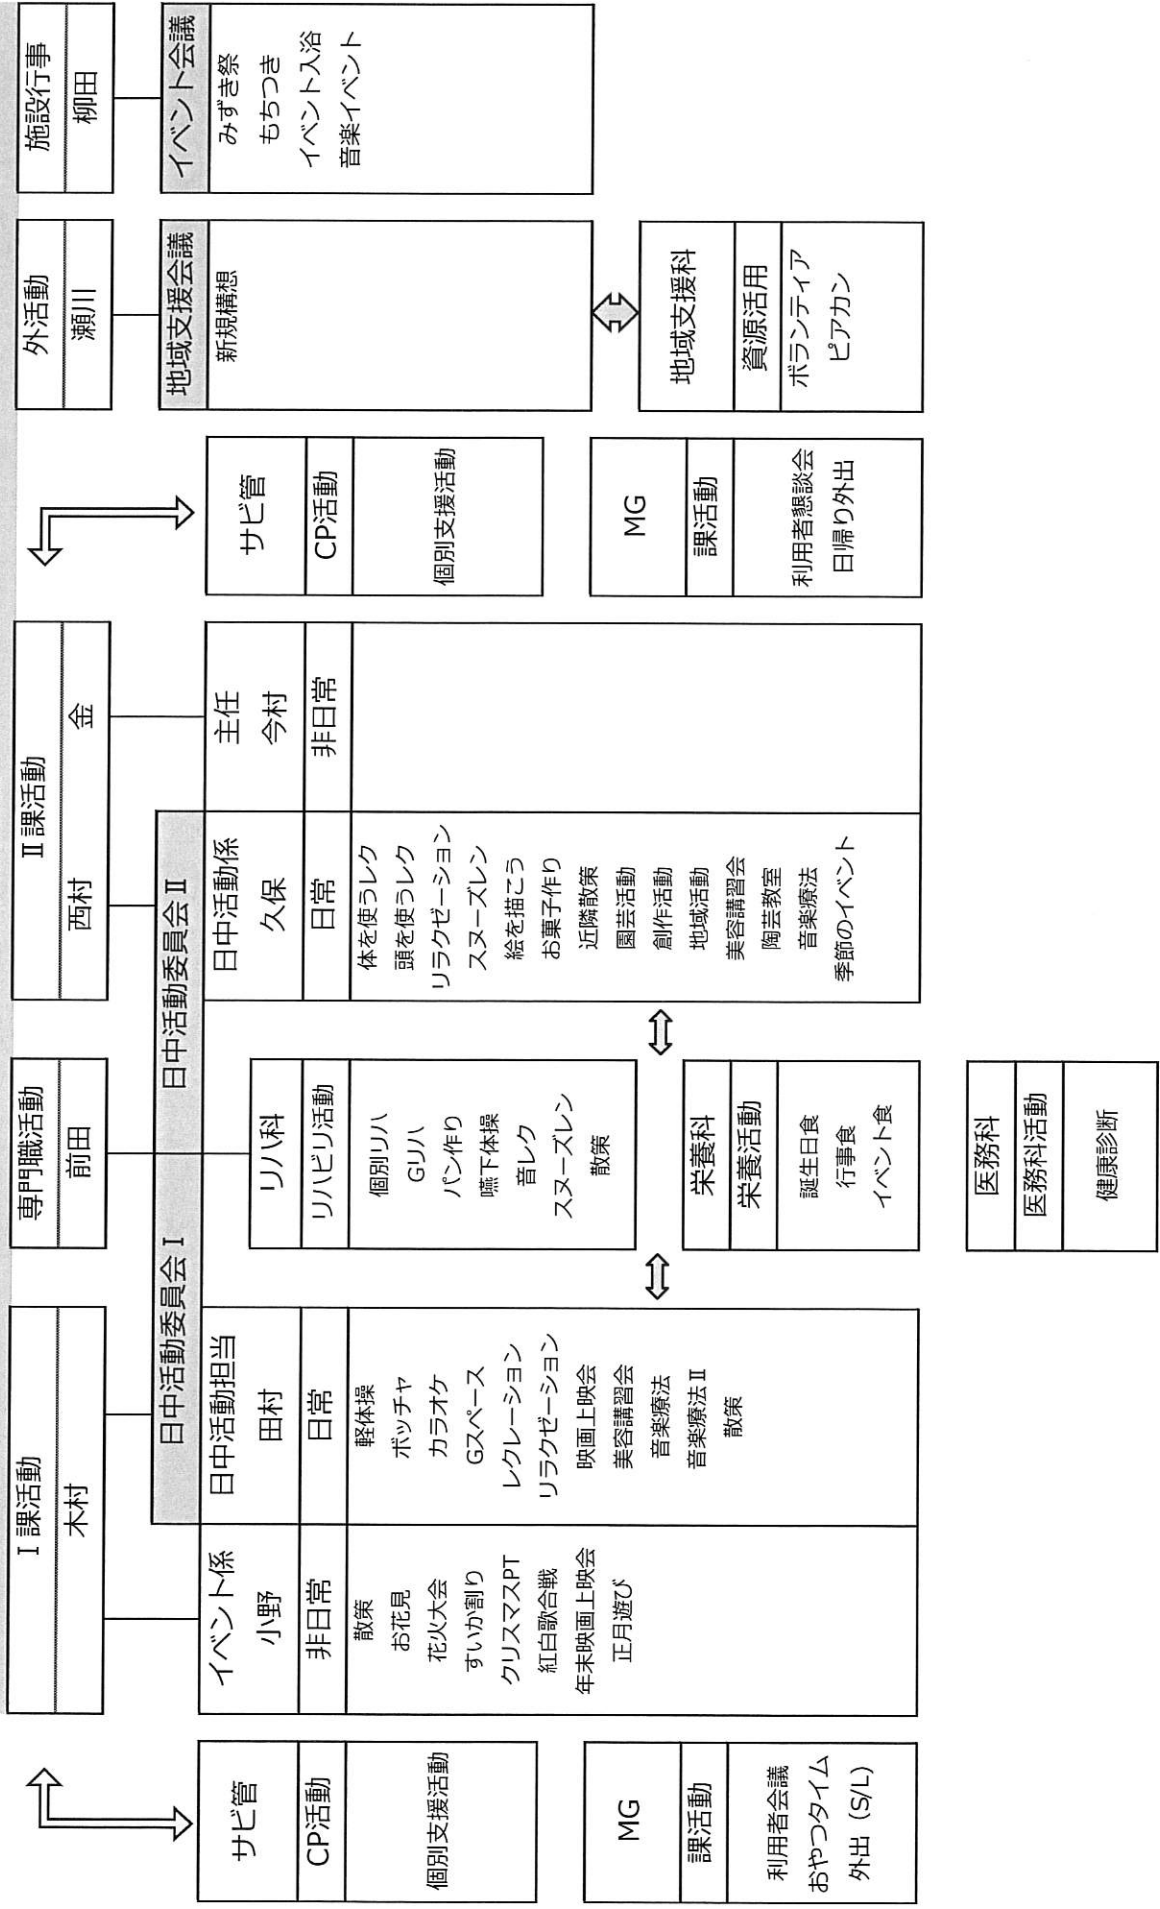 Ⅰ課活動
木村
専門職活動
前田
Ⅱ課活動
西村
金
外活動
瀬川
施設行事
柳田
日中活動委員会Ⅰ
日中活動委員会Ⅱ
地域支援会議
新規構想
イベント会議
みずき祭
もちつき
イベント入浴
音楽イベント
サビ管
CP活動
個別支援活動
MG
課活動
利用者会議
おやつタイム
外出（S/L）
イベント係
小野
非日常
散策
お花見
花火大会
すいか割り
クリスマスPT
紅白歌合戦
年末映画上映会
正月遊び
日中活動担当
田村
日常
軽体操
ボッチャ
カラオケ
Gスペース
レクレーション
リラクゼーション
映画上映会
美容講習会
音楽療法
音楽療法Ⅱ
散策
リハ科
リハビリ活動
個別リハ
Gリハ
パン作り
嚥下体操
音レク
スヌーズレン
散策
栄養科
栄養活動
誕生日食
行事食
イベント食
医務科
医務科活動
健康診断
日中活動係
久保
日常
体を使うレク
頭を使うレク
リラクゼーション
スヌーズレン
絵を描こう
お菓子作り
近隣散策
園芸活動
創作活動
地域活動
美容講習会
陶芸教室
音楽療法
季節のイベント
主任
今村
非日常
サビ管
CP活動
個別支援活動
MG
課活動
利用者懇談会
日帰り外出
地域支援科
資源活用
ボランティア
ピアカン